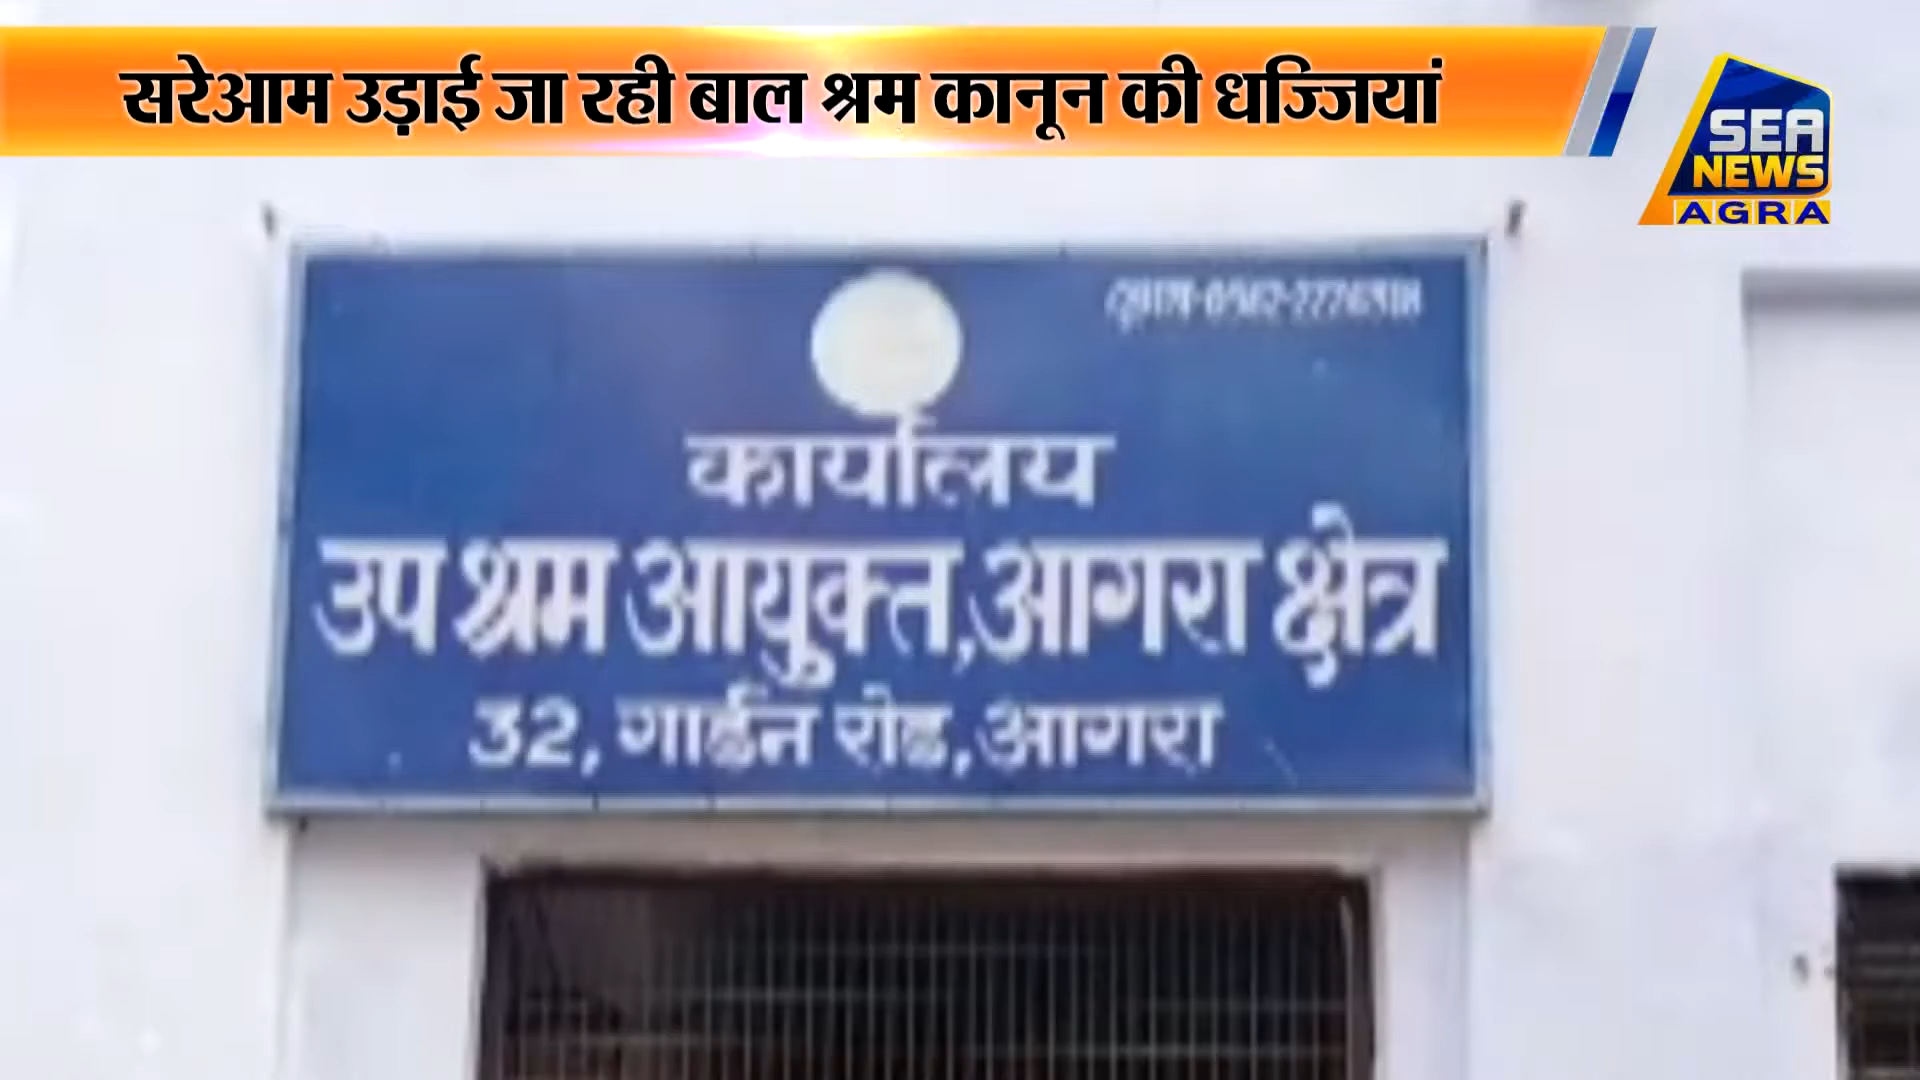 सरेआम उड़ाई जा रही बाल श्रम कानून की धज्जियां
SEA
NEWS
AGRA
कार्यालय
उप श्रम आयुक्त, आगरा क्षेत्र
32, गार्डन रोड, आगरा